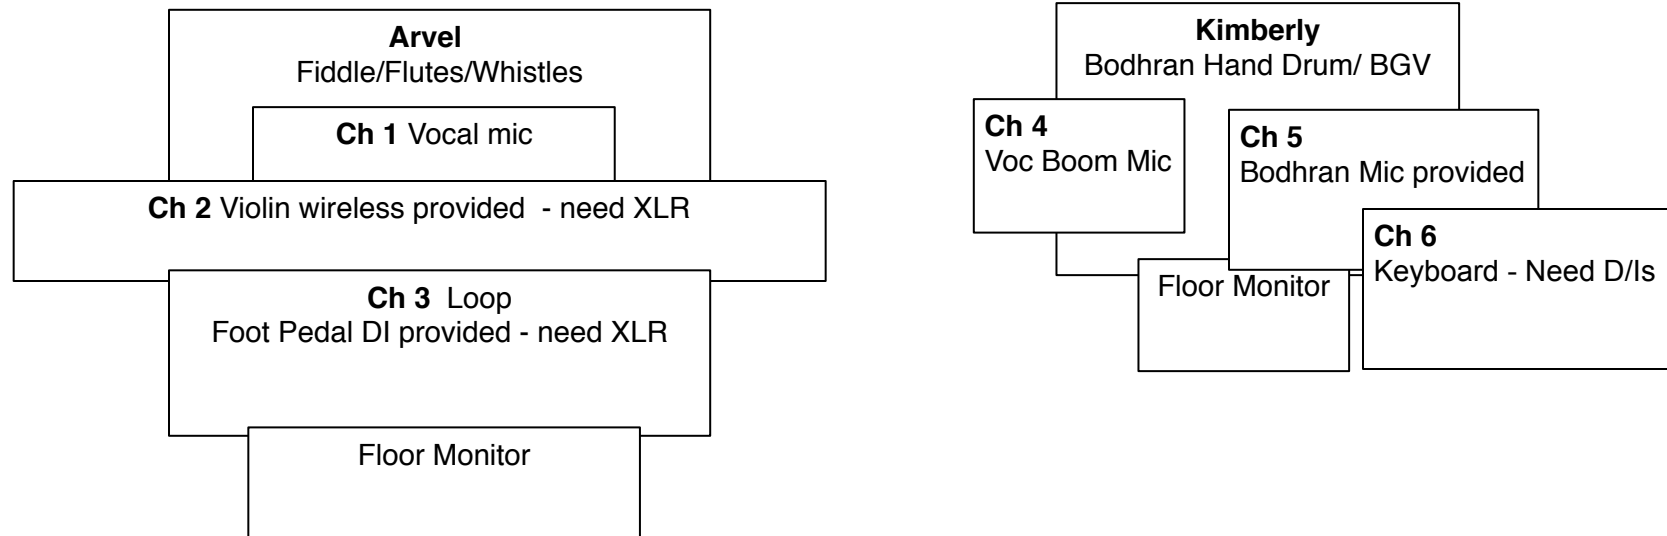 Arvel
Fiddle/Flutes/Whistles
Ch 1 Vocal mic
Ch 2 Violin wireless provided  - need XLR
Ch 3  Loop
Foot Pedal DI provided - need XLR
Floor Monitor
Kimberly
Bodhran Hand Drum/ BGV
Ch 4
Voc Boom Mic
Ch 5
Bodhran Mic provided
Ch 6
Keyboard - Need D/Is
Floor Monitor